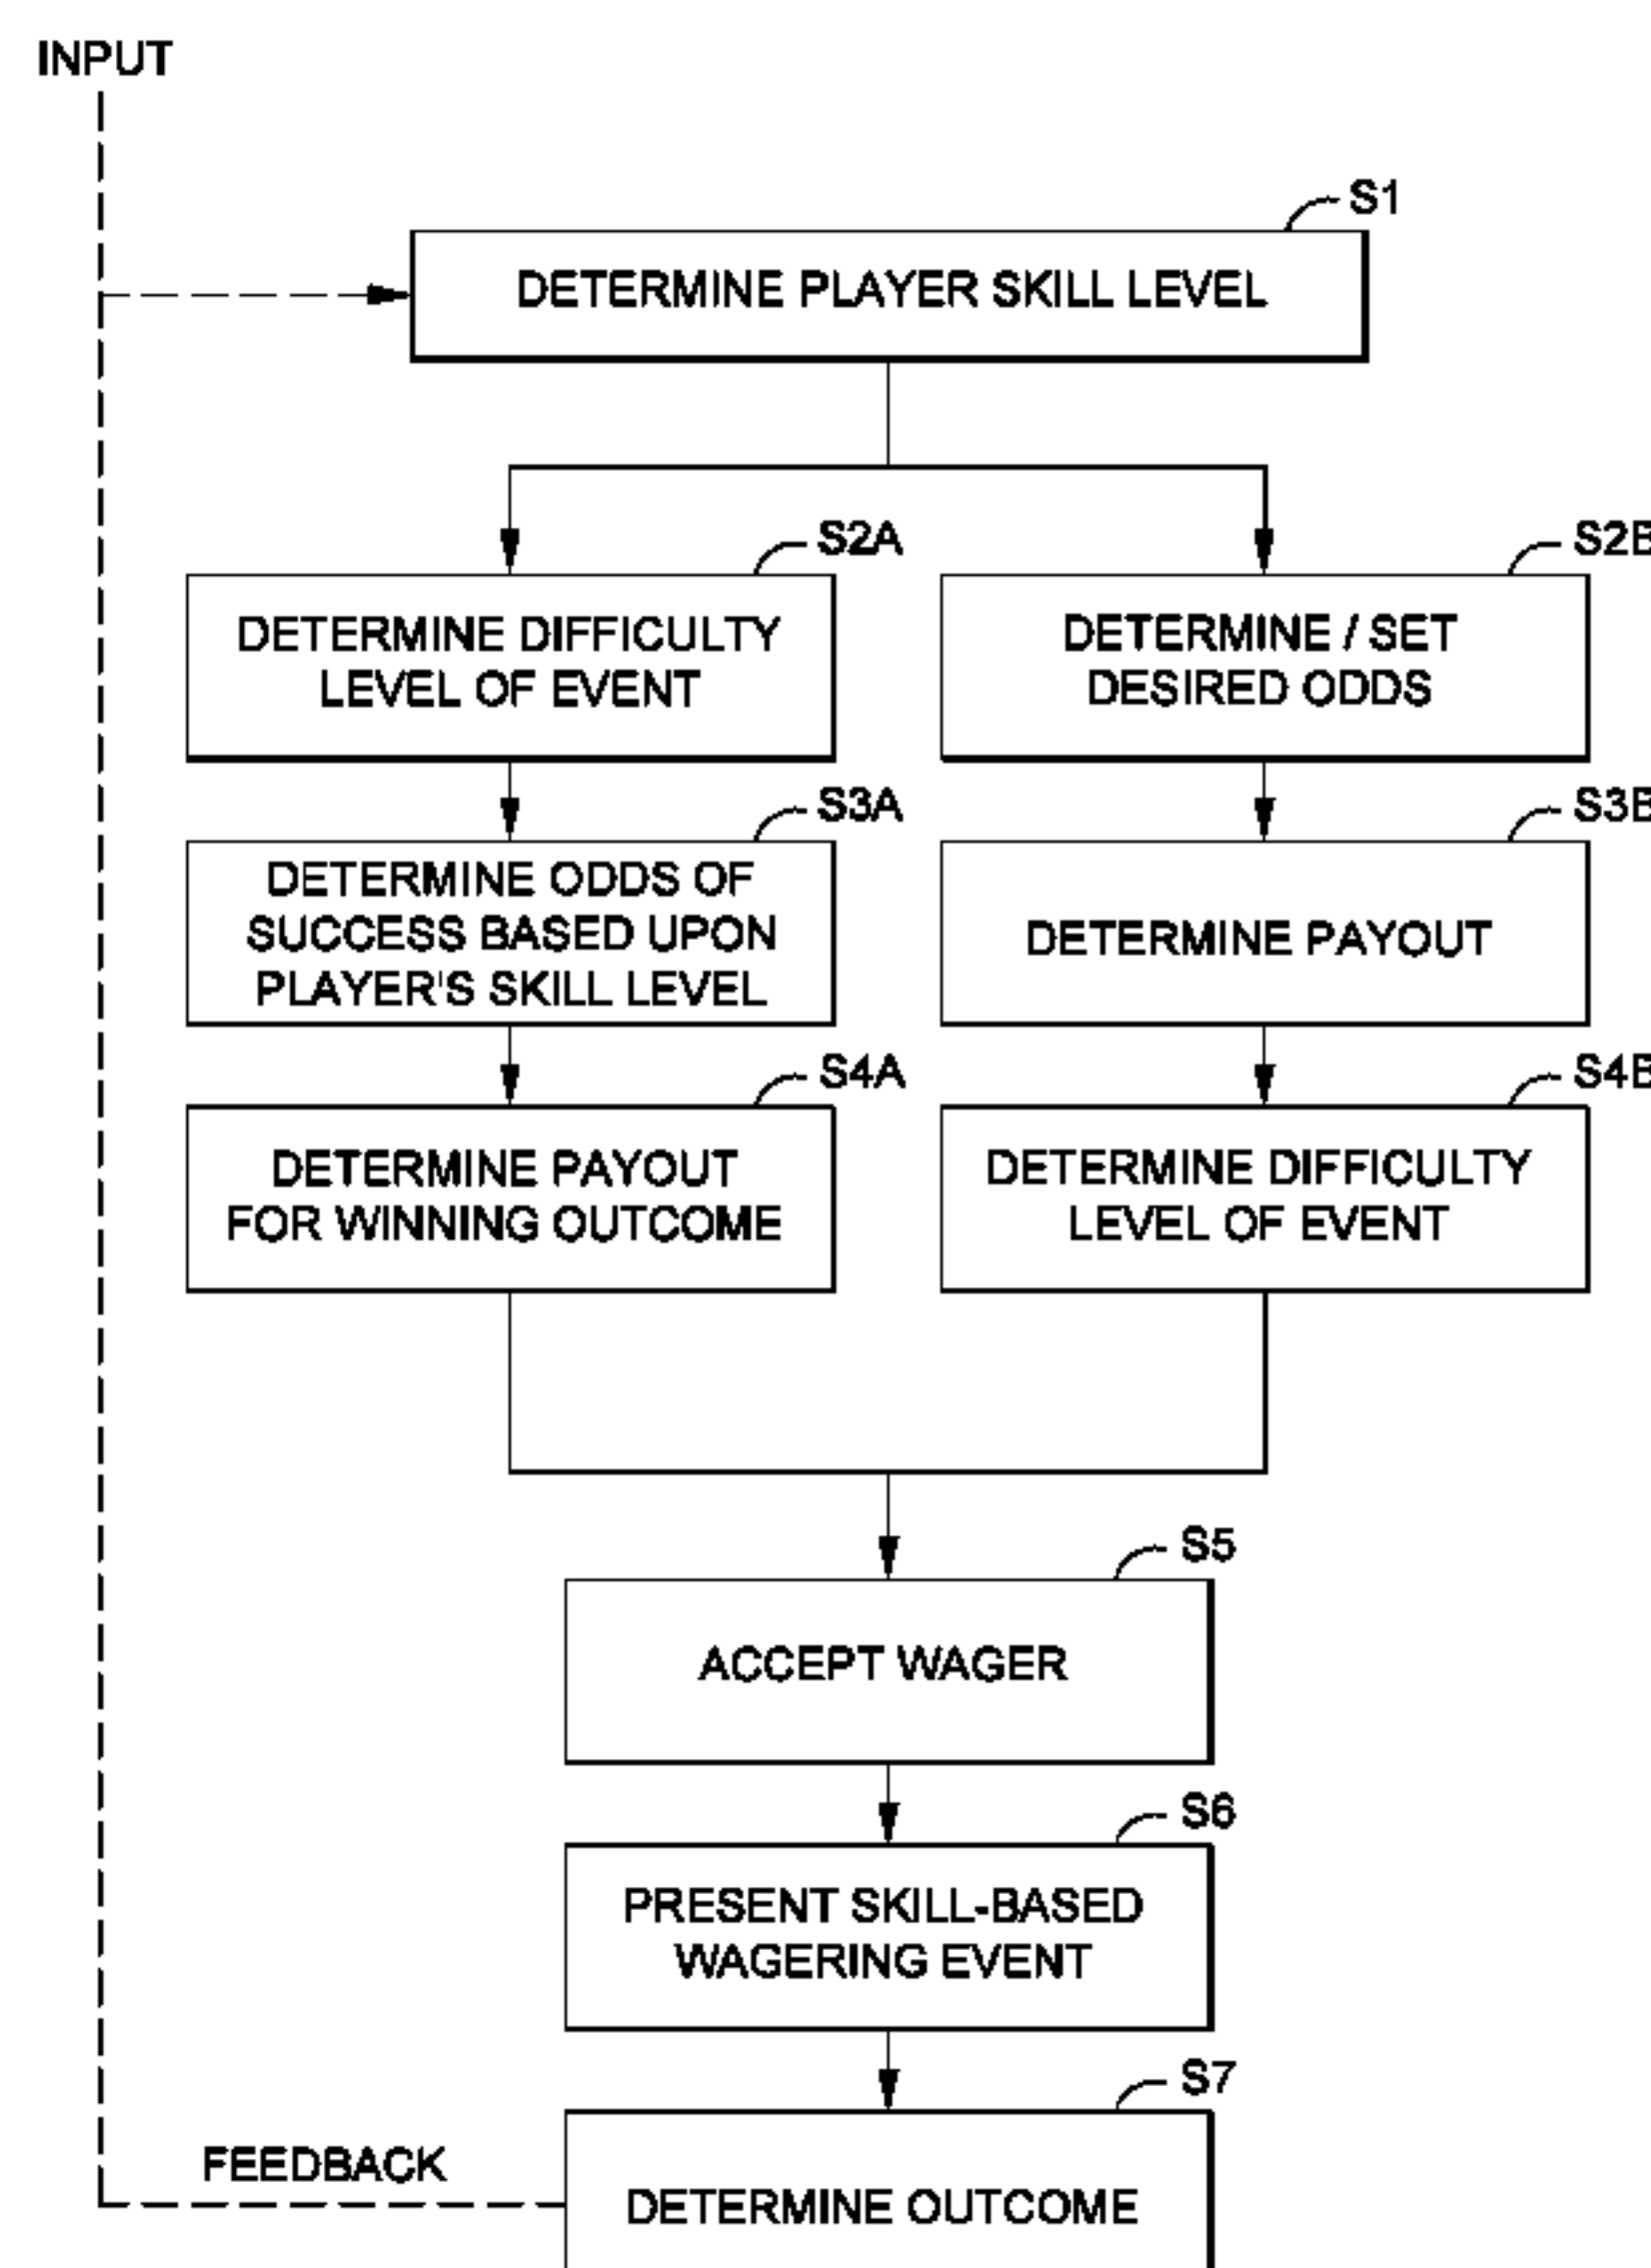 INPUT
S1
DETERMINE PLAYER SKILL LEVEL
S2A
DETERMINE DIFFICULTY
LEVEL OF EVENT
S2B
DETERMINE / SET
DESIRED ODDS
S3A
DETERMINE ODDS OF
SUCCESS BASED UPON
PLAYER'S SKILL LEVEL
S3B
DETERMINE PAYOUT
S4A
DETERMINE PAYOUT
FOR WINNING OUTCOME
S4B
DETERMINE DIFFICULTY
LEVEL OF EVENT
S5
ACCEPT WAGER
S6
PRESENT SKILL-BASED
WAGERING EVENT
S7
FEEDBACK
DETERMINE OUTCOME